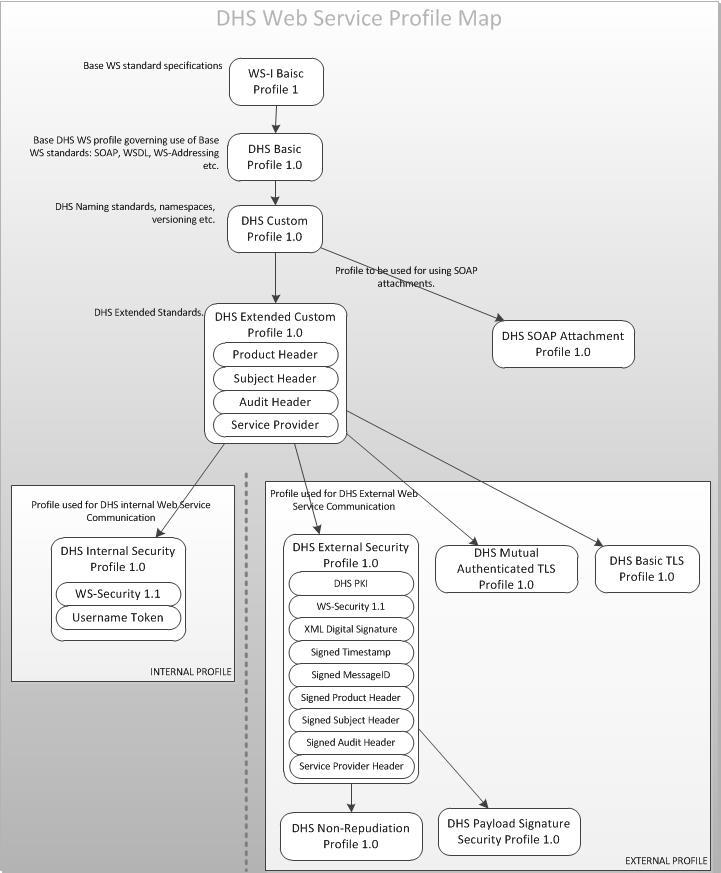 DHS Web Service Profile Map
Base WS standard specifications
WS-I Baisc
Profile 1
Base DHS WS profile governing use of Base
WS standards: SOAP, WSDL, WS-Addressing
etc.
DHS Basic
Profile 1.0
DHS Naming standards, namespaces,
versioning etc.
DHS Custom
Profile 1.0
Profile to be used for using SOAP
attachments.
DHS Extended Standards.
DHS Extended Custom
Profile 1.0
Product Header
Subject Header
Audit Header
Service Provider
DHS SOAP Attachment
Profile 1.0
Profile used for DHS internal Web Service
Communication
DHS Internal Security
Profile 1.0
WS-Security 1.1
Username Token
INTERNAL PROFILE
Profile used for DHS External Web
Service Communication
DHS External Security
Profile 1.0
DHS PKI
WS-Security 1.1
XML Digital Signature
Signed Timestamp
Signed MessageID
Signed Product Header
Signed Subject Header
Signed Audit Header
Service Provider Header
DHS Mutual
Authenticated TLS
Profile 1.0
DHS Basic TLS
Profile 1.0
DHS Non-Repudiation
Profile 1.0
DHS Payload Signature
Security Profile 1.0
EXTERNAL PROFILE